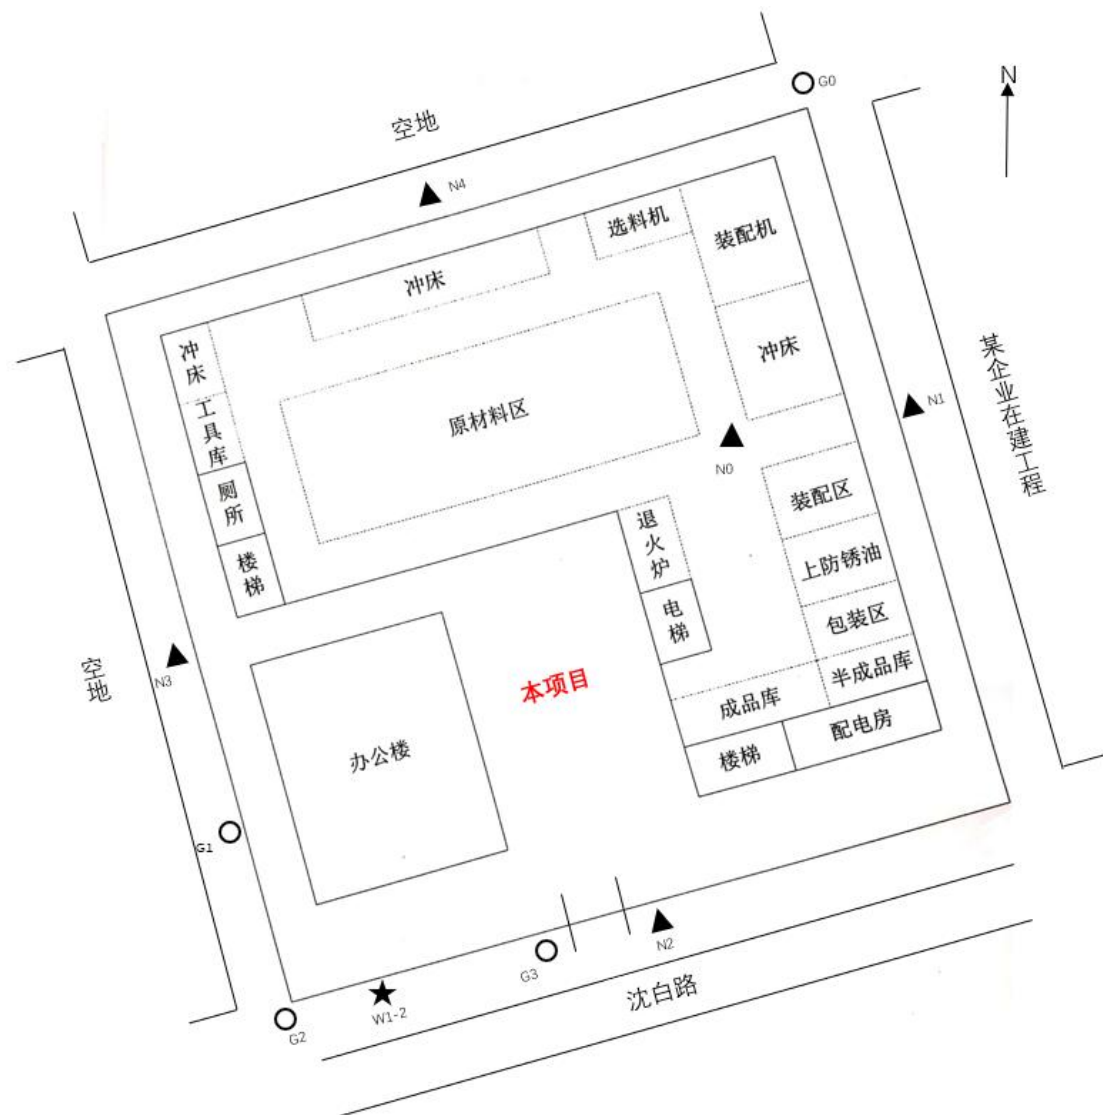 N
G0
空地
N4
选料机
装配机
冲床
冲床
冲床
工具库
原材料区
N0
N1
某企业在建工程
厕所
楼梯
退火炉
电梯
装配区
上防锈油
包装区
半成品库
成品库
配电房
楼梯
空地
N3
本项目
办公楼
G1
G3
N2
G2
W1-2
沈白路